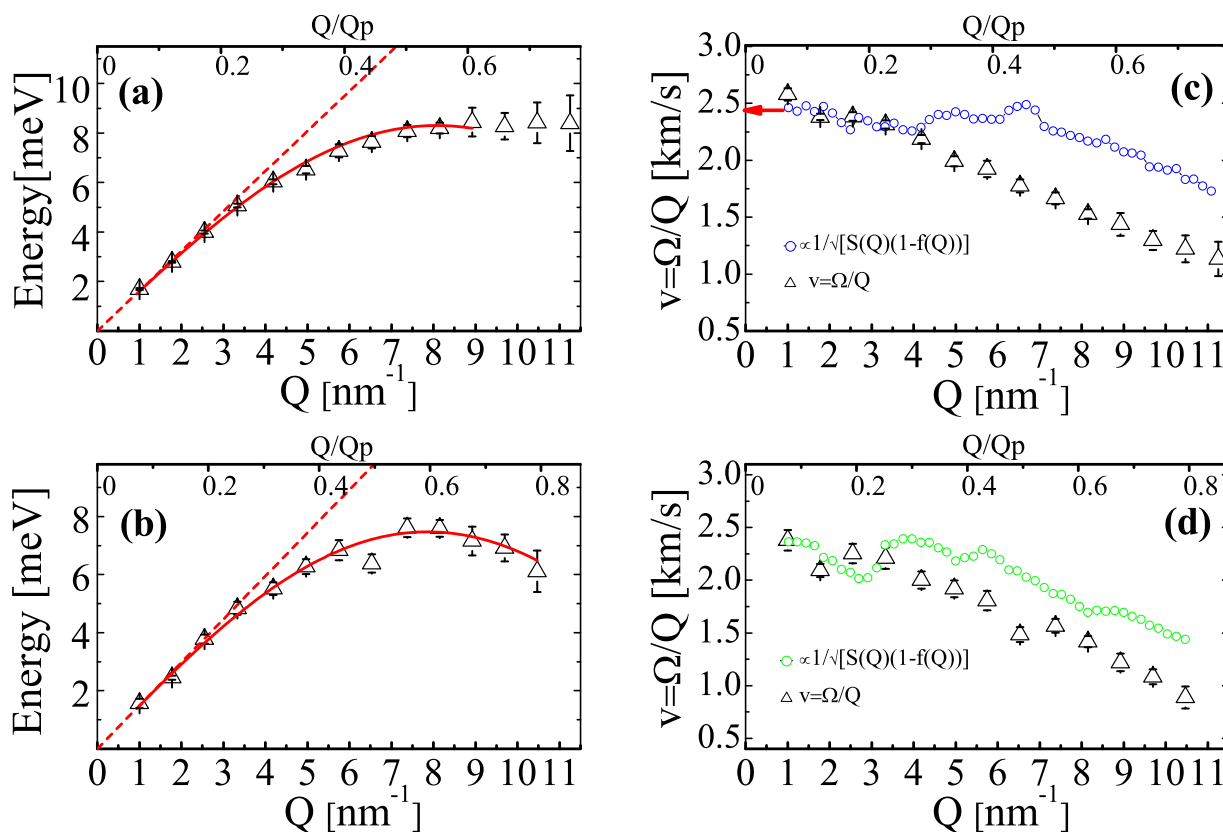 Q/Qp
0 0.2 0.4 0.6
(a)
Energy[meV]
10
8
6
4
2
0 1 2 3 4 5 6 7 8 9 10 11
Q [nm⁻¹]
Q/Qp
0 0.2 0.4 0.6
(c)
v=Ω/Q [km/s]
3.0
2.5
2.0
1.5
1.0
0.5
∝1/√[S(Q)(1-f(Q))]
v=Ω/Q
0 1 2 3 4 5 6 7 8 9 10 11
Q [nm⁻¹]
Q/Qp
0 0.2 0.4 0.6 0.8
(b)
Energy [meV]
8
6
4
2
0 1 2 3 4 5 6 7 8 9 10 11
Q [nm⁻¹]
Q/Qp
0 0.2 0.4 0.6 0.8
(d)
v=Ω/Q [km/s]
3.0
2.5
2.0
1.5
1.0
0.5
∝1/√[S(Q)(1-f(Q))]
v=Ω/Q
0 1 2 3 4 5 6 7 8 9 10 11
Q [nm⁻¹]